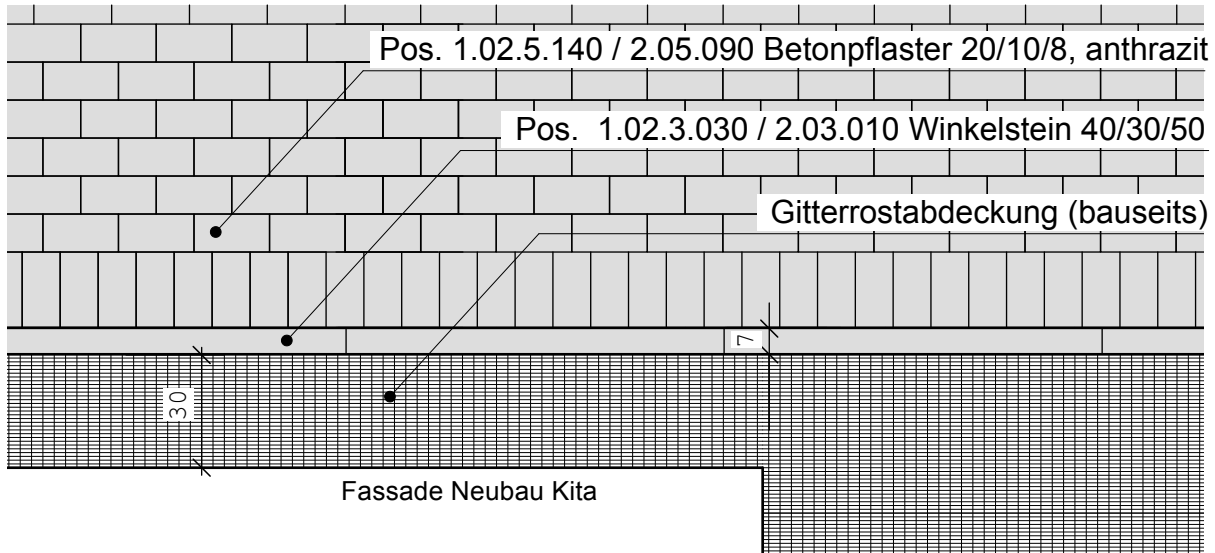 Pos. 1.02.5.140 / 2.05.090 Betonpflaster 20/10/8, anthrazit
Pos. 1.02.3.030 / 2.03.010 Winkelstein 40/30/50
Gitterrostabdeckung (bauseits)
7
30
Fassade Neubau Kita